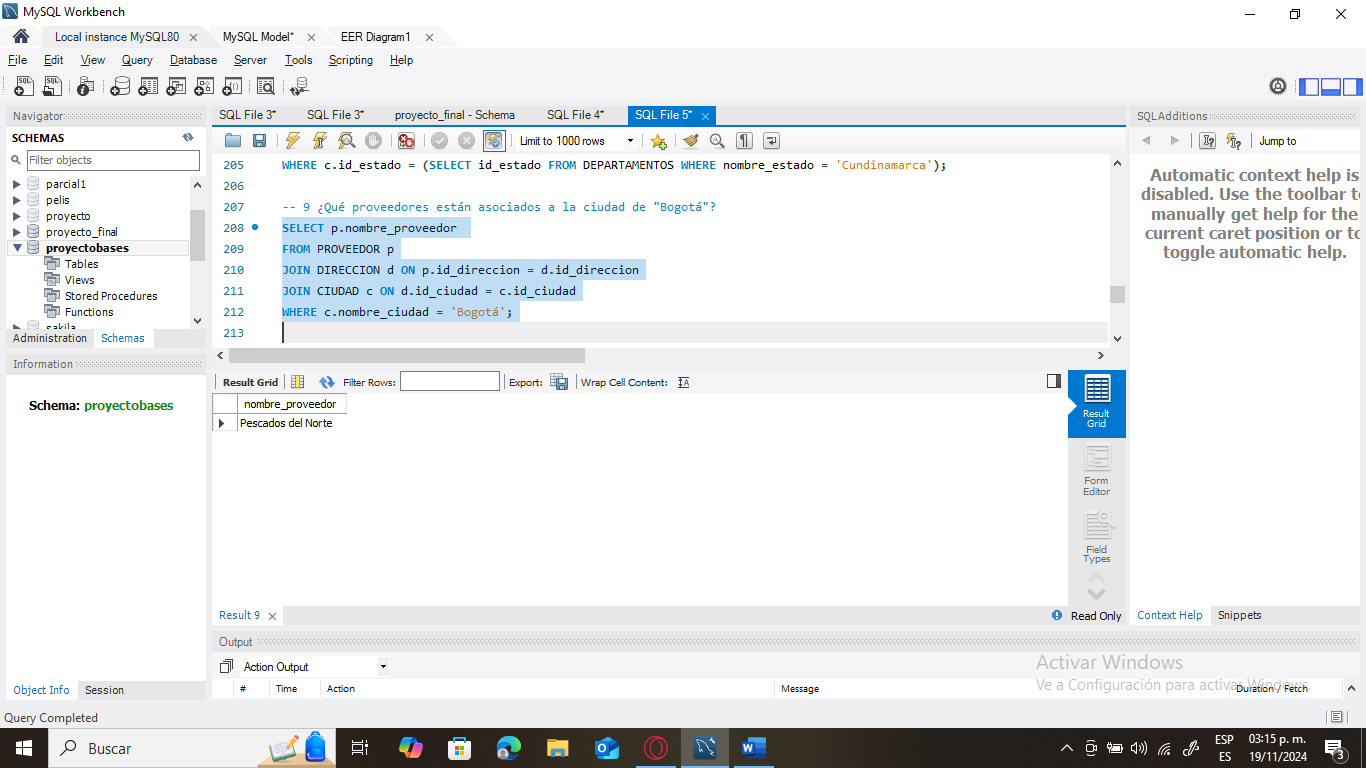 MySQL Workbench
Local instance MySQL80 MySQL Model* EER Diagram1
File Edit View Query Database Server Tools Scripting Help
Navigator
SCHEMAS
Filter objects
parcial1
pelis
proyecto
proyecto_final
proyectobases
Tables
Views
Stored Procedures
Functions
sakila
Administration Schemas
Information
Schema: proyectobases
Object Info Session
SQL File 3* SQL File 3* proyecto_final - Schema SQL File 4* SQL File 5*
Limit to 1000 rows
205 WHERE c.id_estado = (SELECT id_estado FROM DEPARTAMENTOS WHERE nombre_estado = 'Cundinamarca');
206
207 -- 9 ¿Qué proveedores están asociados a la ciudad de "Bogotá"?
208 SELECT p.nombre_proveedor
209 FROM PROVEEDOR p
210 JOIN DIRECCION d ON p.id_direccion = d.id_direccion
211 JOIN CIUDAD c ON d.id_ciudad = c.id_ciudad
212 WHERE c.nombre_ciudad = 'Bogotá';
213
Result Grid Filter Rows: Export: Wrap Cell Content:
nombre_proveedor
Pescados del Norte
Result Grid
Form Editor
Field Types
Result 9
Read Only
Output
Action Output
# Time Action Message Duration / Fetch
SQLAdditions
Jump to
Automatic context help is
disabled. Use the toolbar to
manually get help for the
current caret position or to
toggle automatic help.
Context Help Snippets
Activar Windows
Ve a Configuración para activar Windows.
Query Completed
Buscar
ESP
ES
03:15 p. m.
19/11/2024
3